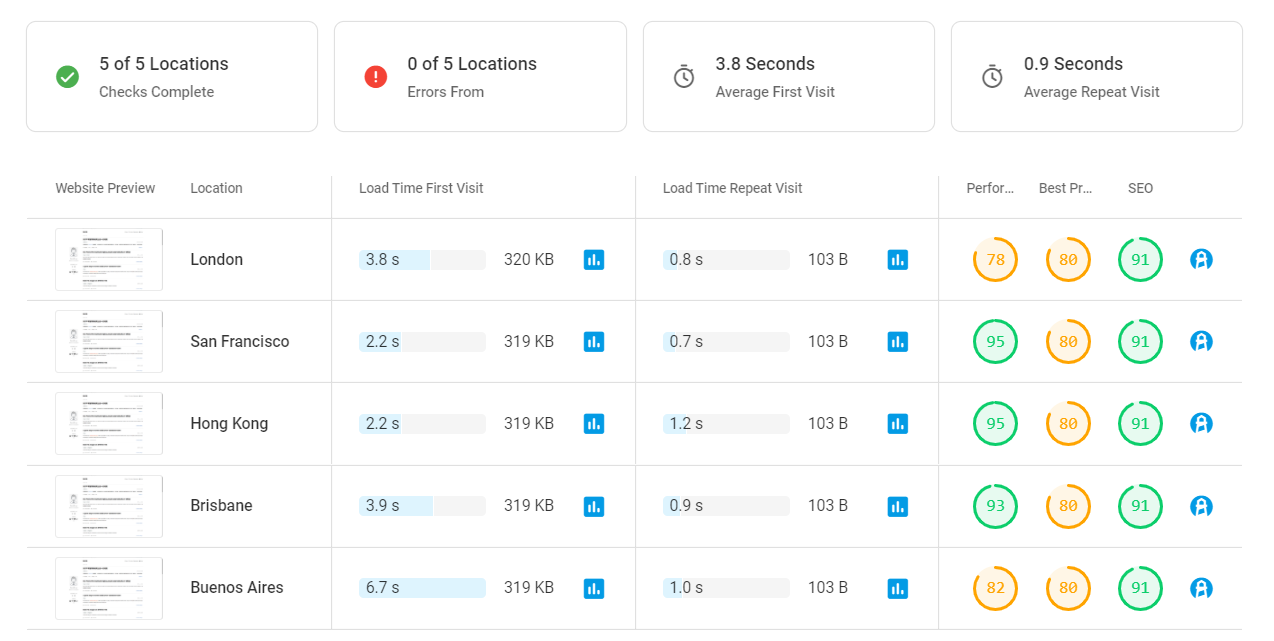 5 of 5 Locations
Checks Complete
0 of 5 Locations
Errors From
3.8 Seconds
Average First Visit
0.9 Seconds
Average Repeat Visit
Website Preview Location Load Time First Visit Load Time Repeat Visit Perfor... Best Pr... SEO
London 3.8 s 320 KB 0.8 s 103 B 78 80 91
San Francisco 2.2 s 319 KB 0.7 s 103 B 95 80 91
Hong Kong 2.2 s 319 KB 1.2 s 103 B 95 80 91
Brisbane 3.9 s 319 KB 0.9 s 103 B 93 80 91
Buenos Aires 6.7 s 319 KB 1.0 s 103 B 82 80 91